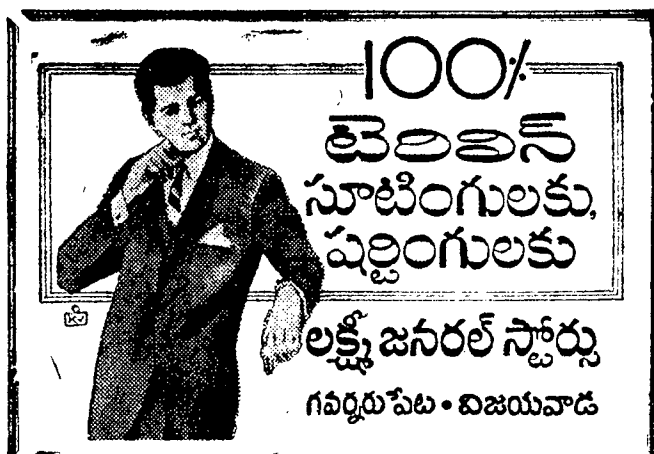 100%
టెరిలిన్
సూటింగులకు,
షర్టింగులకు
లక్ష్మీ జనరల్ స్టోర్సు
గవర్నరు పేట • విజయవాడ